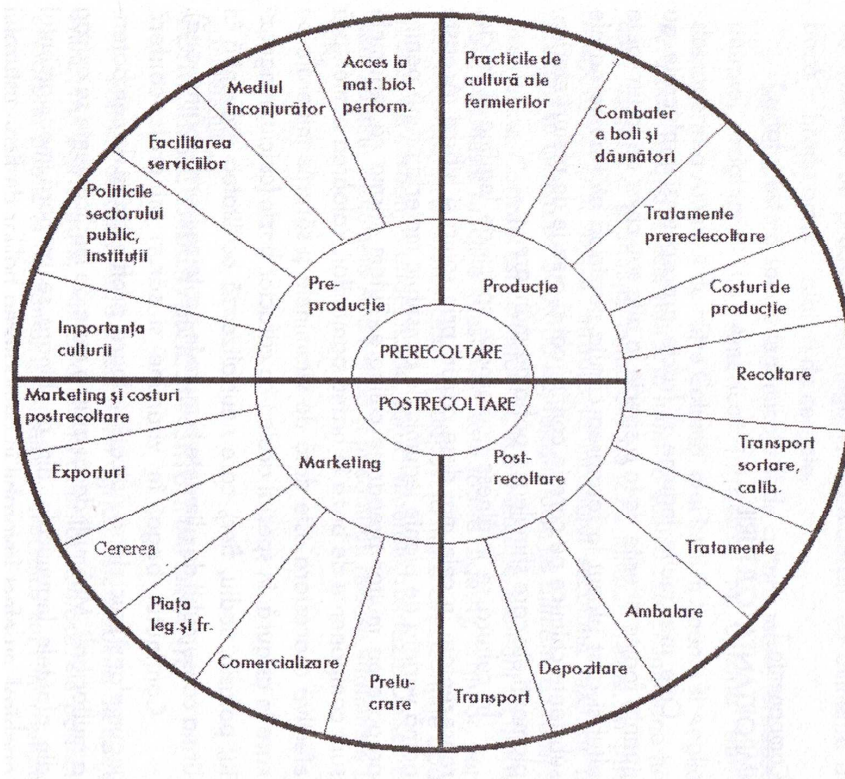 Acces la
mat. biol.
perform.
Practicile de
cultură ale
fermierilor
Mediul
înconjurător
Combater
e boli și
dăunători
Facilitarea
serviciilor
Politicile
sectorului
public,
instituții
Tratamente
prereclecoltare
Pre-
producție
Producție
Costuri de
producție
Importanța
culturii
PRERECOLTARE
Recoltare
Marketing și costuri
postrecoltare
POSTRECOLTARE
Marketing
Post-
recoltare
Transport
sortare,
calib.
Exporturi
Cererea
Tratamente
Piața
leg.și fr.
Ambalare
Comercializare
Depozitare
Prelu-
crare
Transport